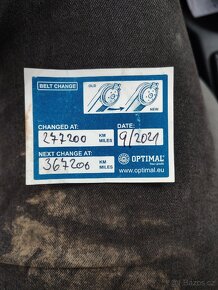 BELT CHANGE
OLD
NEW
CHANGED AT:
DATE:
277200 KM
MILES
9/2021
NEXT CHANGE AT:
367200 KM
MILES
OPTIMAL
www.optimal.eu
Bazoš.cz